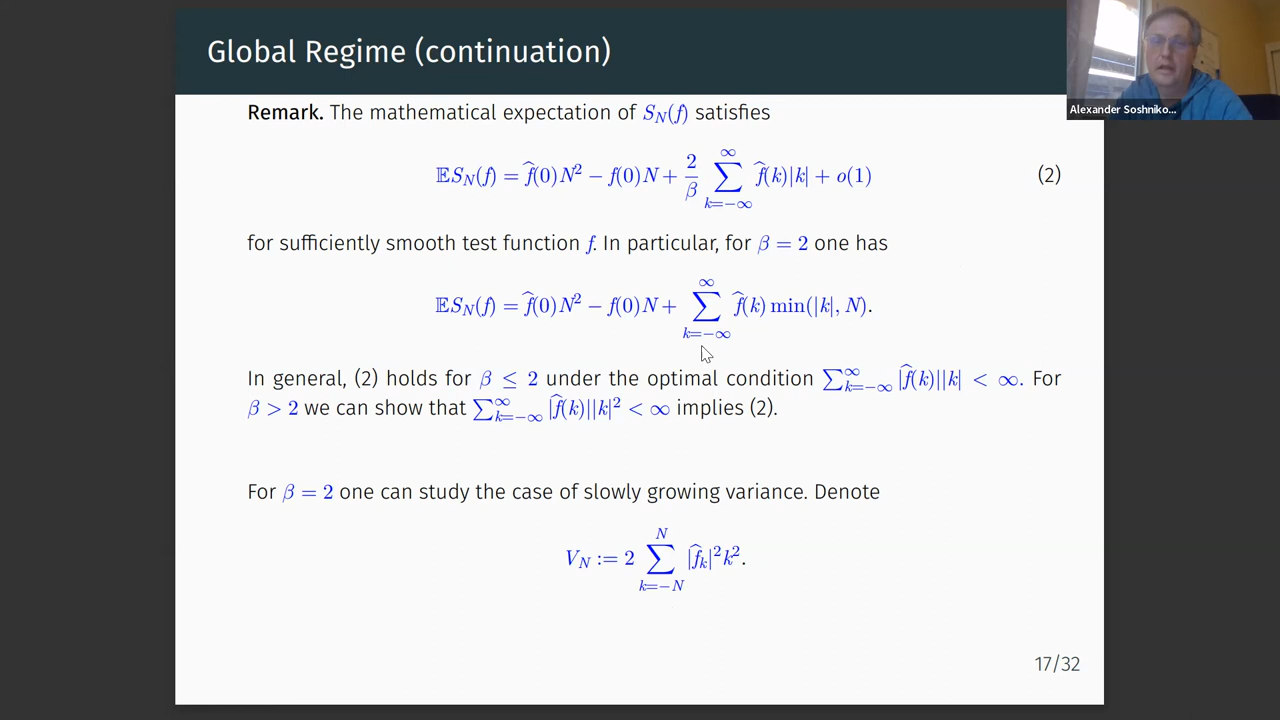 Global Regime (continuation)
Alexander Soshniko...
Remark. The mathematical expectation of S_N(f) satisfies
𝔼S_N(f) = f̂(0)N² − f(0)N + 2/β ∑_{k=−∞}^{∞} f̂(k)|k| + o(1) (2)
for sufficiently smooth test function f. In particular, for β = 2 one has
𝔼S_N(f) = f̂(0)N² − f(0)N + ∑_{k=−∞}^{∞} f̂(k) min(|k|, N).
In general, (2) holds for β ≤ 2 under the optimal condition ∑_{k=−∞}^{∞} |f̂(k)||k| < ∞. For
β > 2 we can show that ∑_{k=−∞}^{∞} |f̂(k)||k|² < ∞ implies (2).
For β = 2 one can study the case of slowly growing variance. Denote
V_N := 2 ∑_{k=−N}^{N} |f̂_k|²k².
17/32